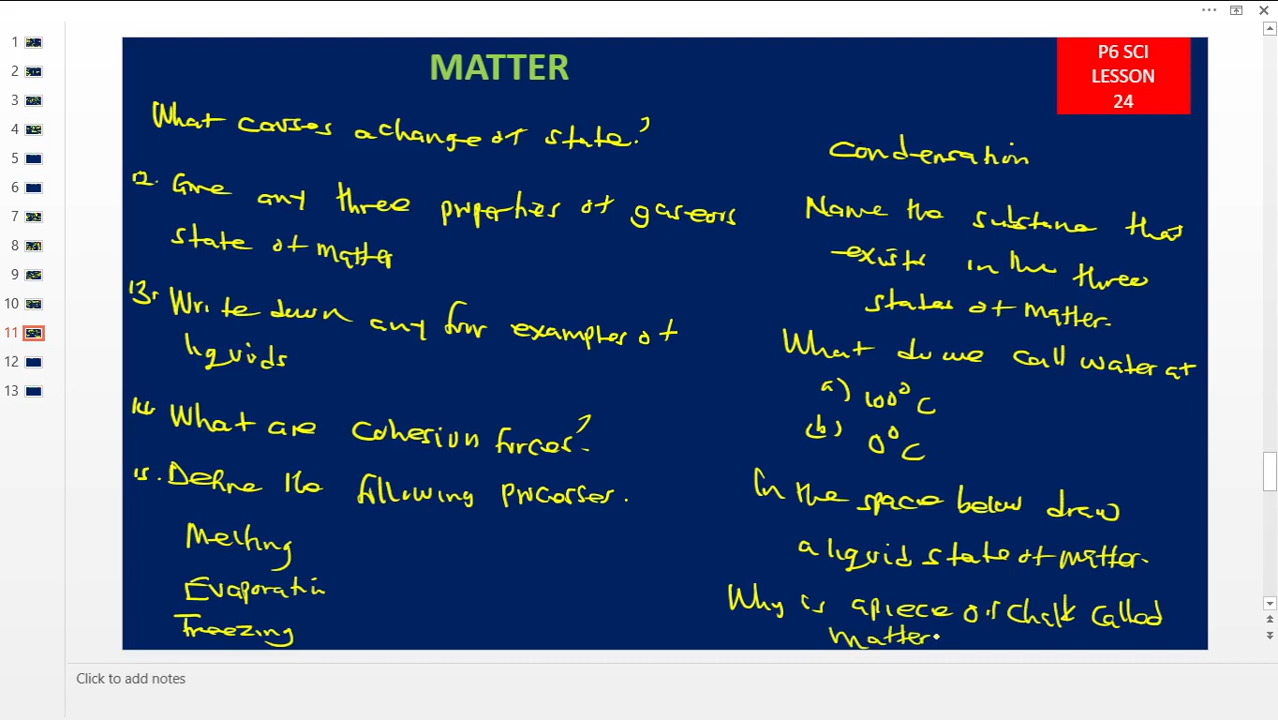 1
2
3
4
5
6
7
8
9
10
11
12
13
MATTER
P6 SCI
LESSON
24
What causes a change of state?
12. Give any three properties of gaseous
state of matter
13. Write down any four examples of
liquids
14. What are cohesion forces?
15. Define the following processes.
Melting
Evaporation
Freezing
Condensation
Name the substance that
exists in the three
states of matter.
What do we call water at
a) 100°C
(b) 0°C
In the space below draw
a liquid state of matter.
Why is a piece of chalk called
matter.
Click to add notes